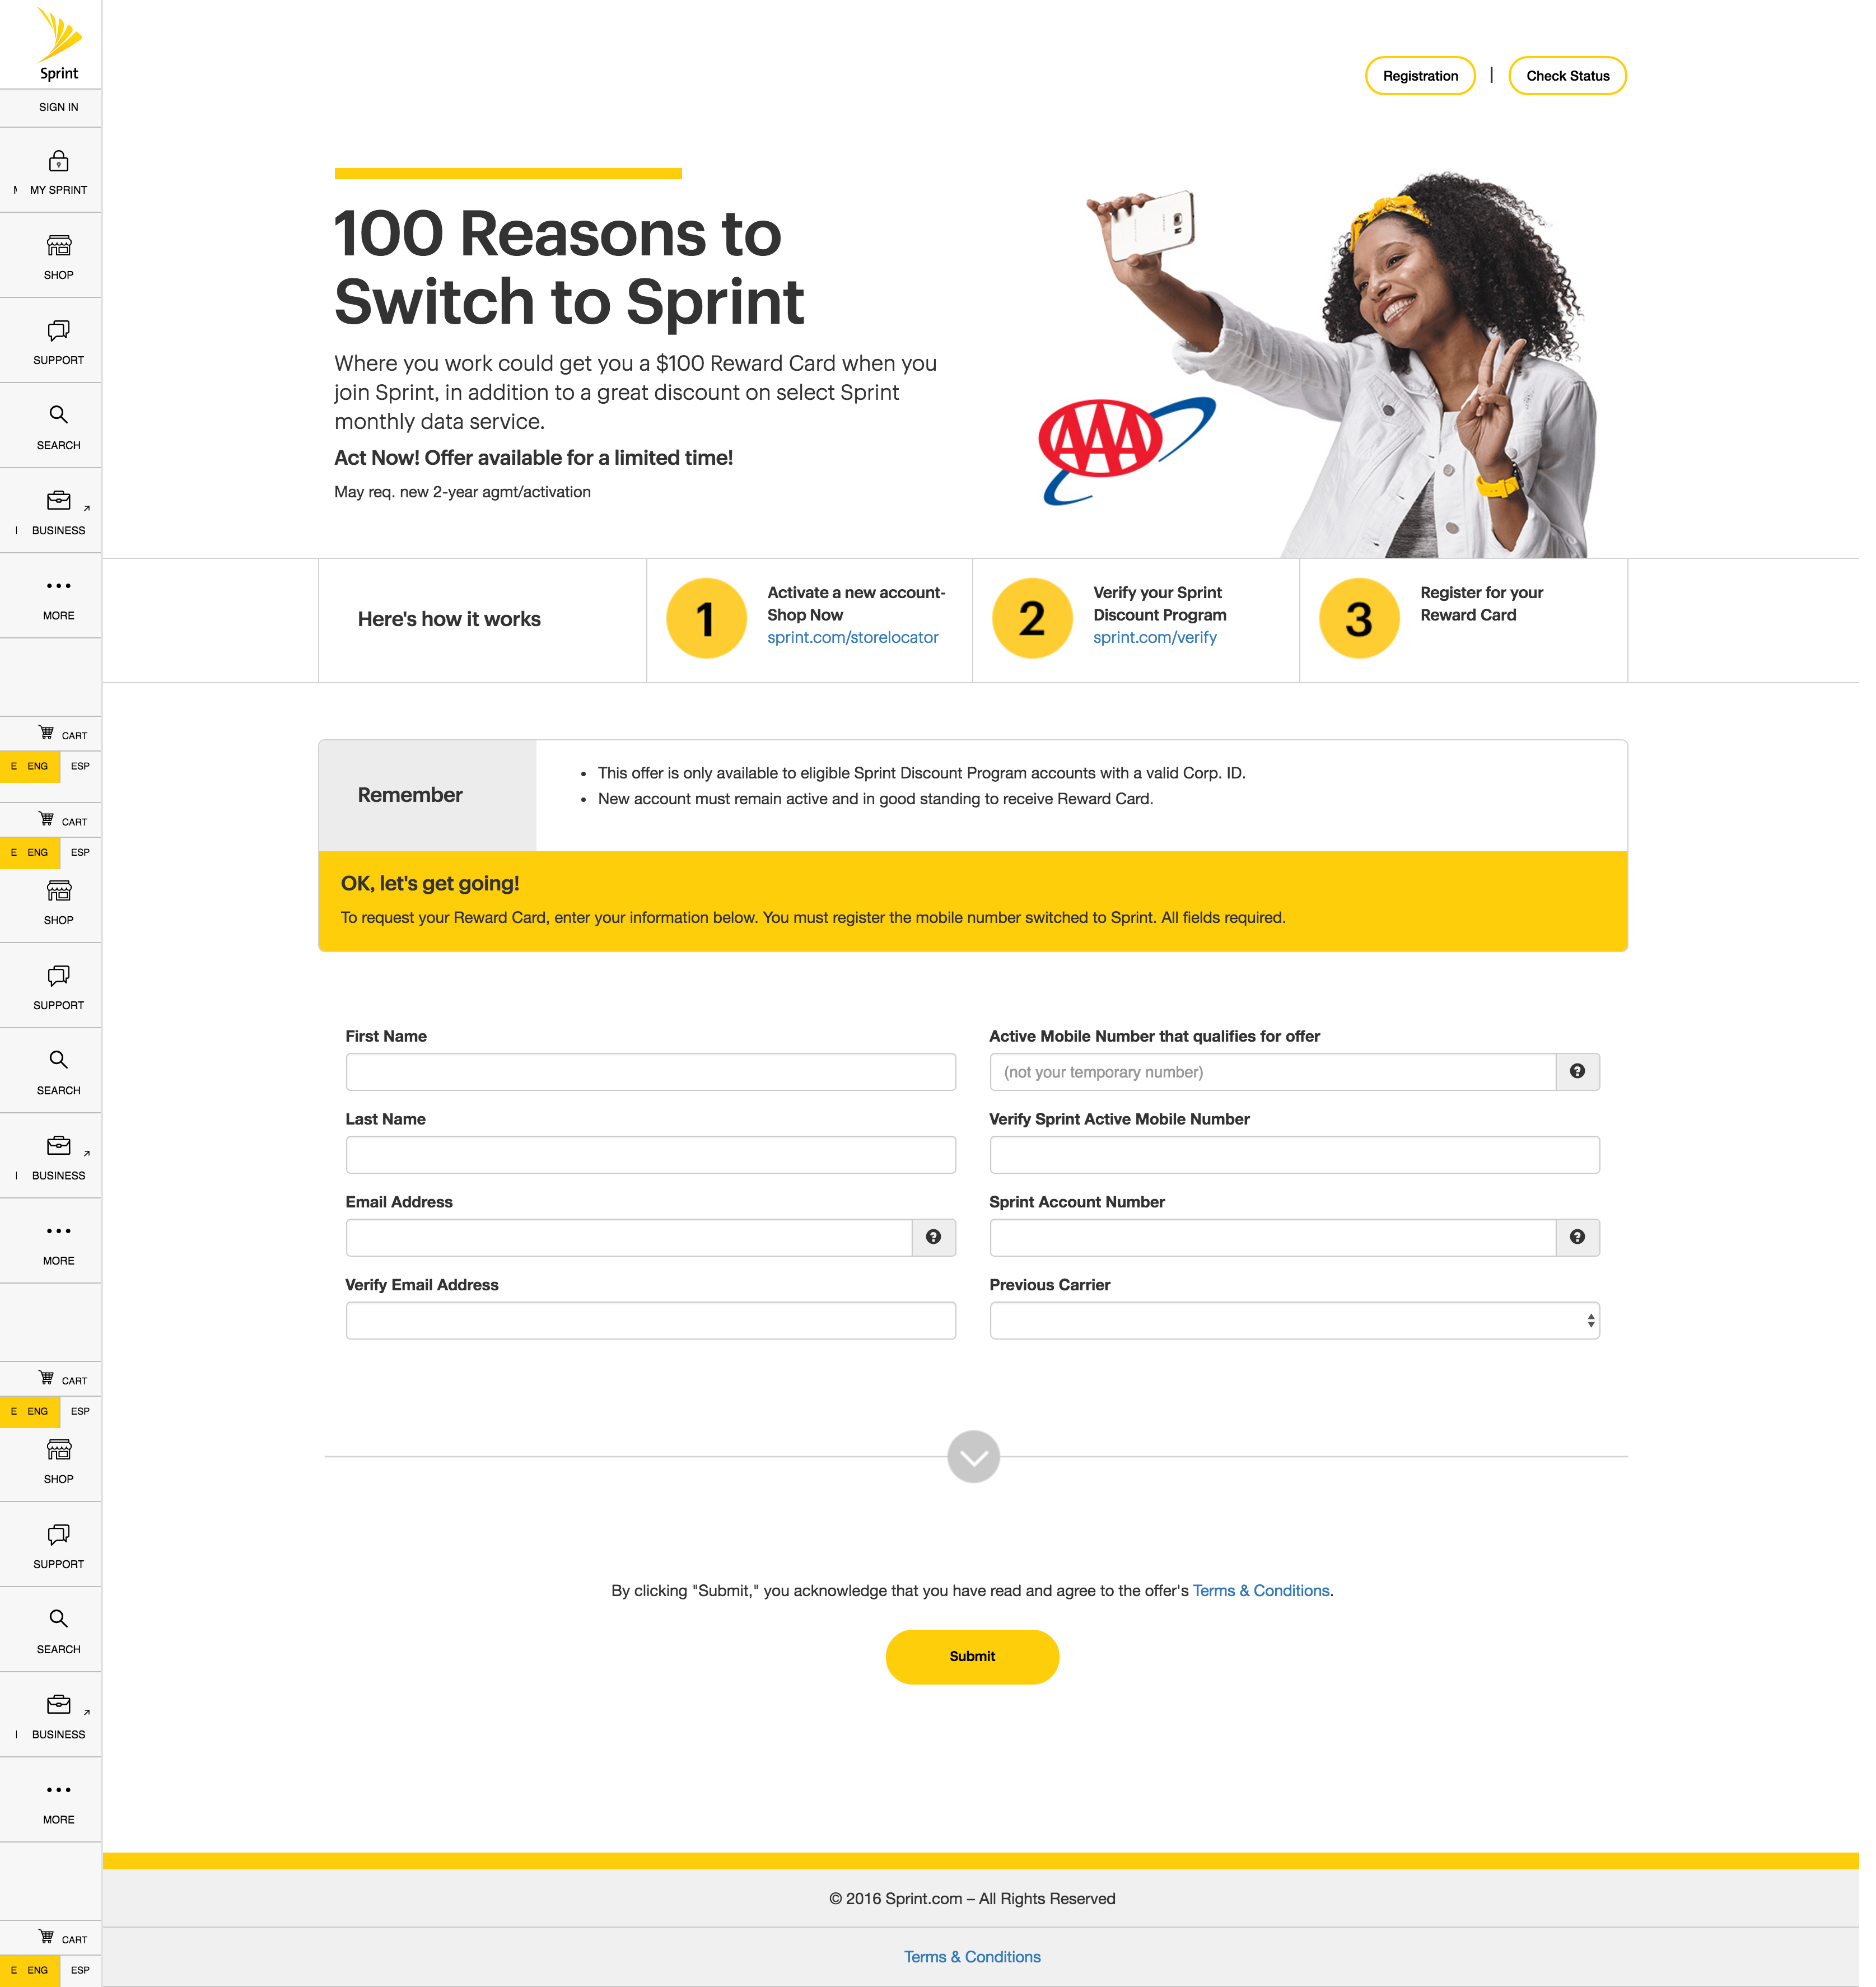 Sprint
SIGN IN
MY SPRINT
SHOP
SUPPORT
SEARCH
BUSINESS
MORE
CART
E ENG ESP
CART
E ENG ESP
SHOP
SUPPORT
SEARCH
BUSINESS
MORE
CART
E ENG ESP
SHOP
SUPPORT
SEARCH
BUSINESS
MORE
CART
E ENG ESP
Registration | Check Status
100 Reasons to
Switch to Sprint
Where you work could get you a $100 Reward Card when you
join Sprint, in addition to a great discount on select Sprint
monthly data service.
Act Now! Offer available for a limited time!
May req. new 2-year agmt/activation
AAA
Here's how it works
1
Activate a new account-
Shop Now
sprint.com/storelocator
2
Verify your Sprint
Discount Program
sprint.com/verify
3
Register for your
Reward Card
Remember
• This offer is only available to eligible Sprint Discount Program accounts with a valid Corp. ID.
• New account must remain active and in good standing to receive Reward Card.
OK, let's get going!
To request your Reward Card, enter your information below. You must register the mobile number switched to Sprint. All fields required.
First Name
Last Name
Email Address
?
Verify Email Address
Active Mobile Number that qualifies for offer
(not your temporary number)
?
Verify Sprint Active Mobile Number
Sprint Account Number
?
Previous Carrier
By clicking "Submit," you acknowledge that you have read and agree to the offer's Terms & Conditions.
Submit
© 2016 Sprint.com – All Rights Reserved
Terms & Conditions